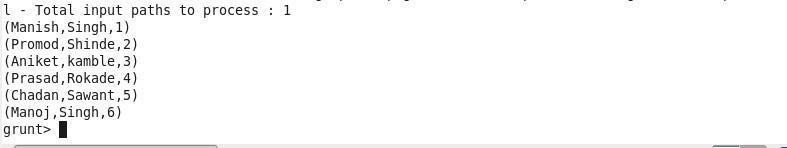 l - Total input paths to process : 1
(Manish,Singh,1)
(Promod,Shinde,2)
(Aniket,kamble,3)
(Prasad,Rokade,4)
(Chadan,Sawant,5)
(Manoj,Singh,6)
grunt>